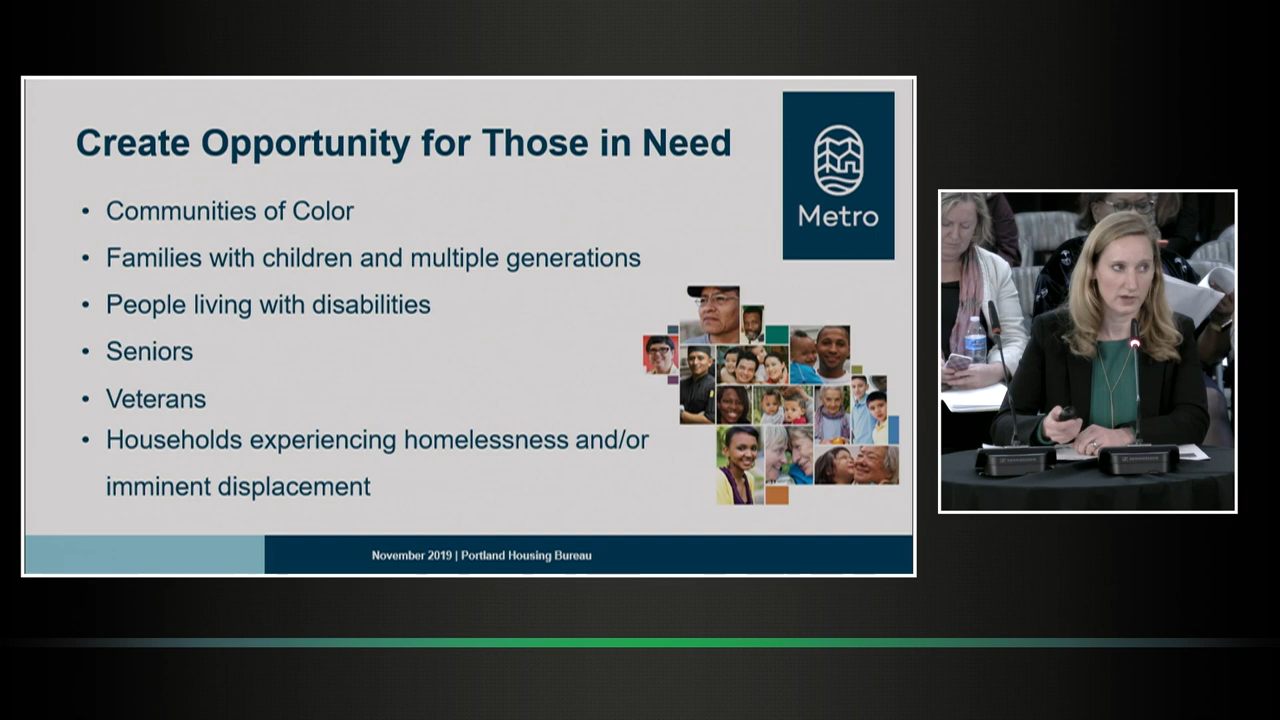 Create Opportunity for Those in Need
Metro
• Communities of Color
• Families with children and multiple generations
• People living with disabilities
• Seniors
• Veterans
• Households experiencing homelessness and/or
imminent displacement
November 2019 | Portland Housing Bureau